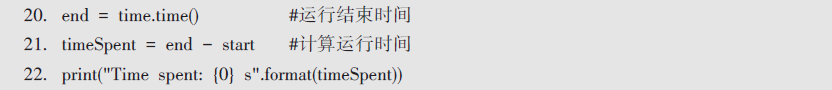 20. end = time.time() #运行结束时间
21. timeSpent = end - start #计算运行时间
22. print("Time spent: {0} s".format(timeSpent))